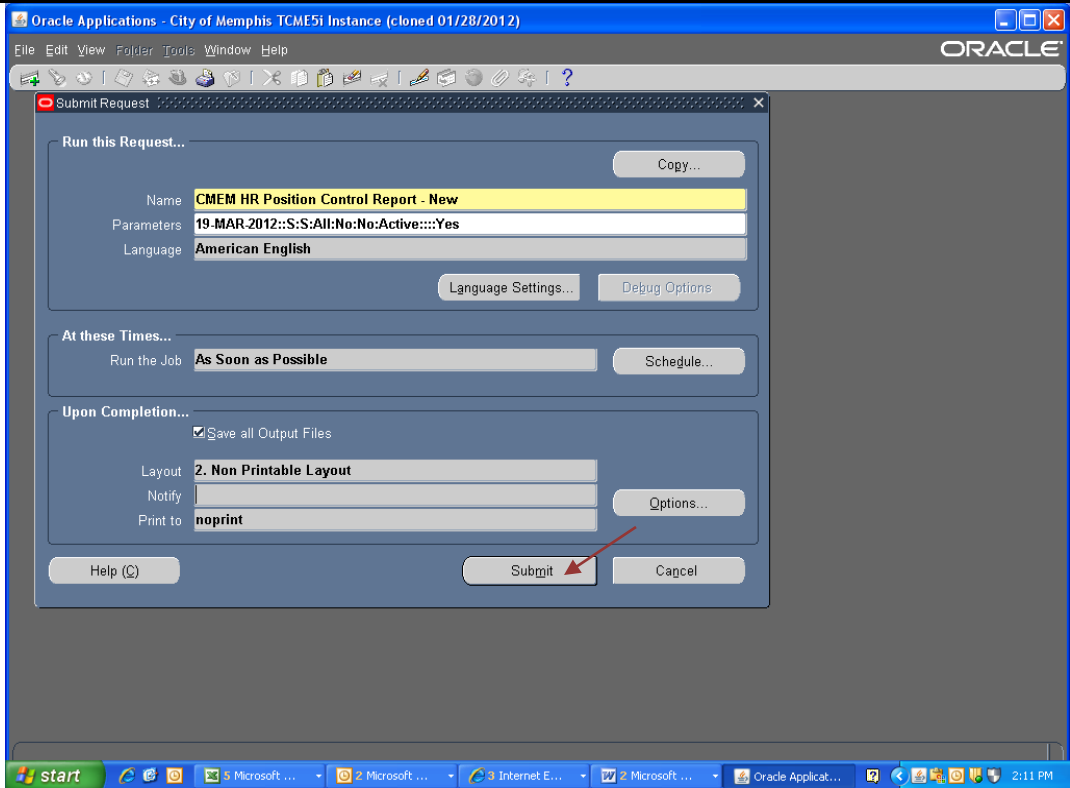 Oracle Applications - City of Memphis TCME5i Instance (cloned 01/28/2012)
File Edit View Folder Tools Window Help
ORACLE
Submit Request
Run this Request...
Copy...
Name CMEM HR Position Control Report - New
Parameters 19-MAR-2012::S:S:All:No:No:Active::::Yes
Language American English
Language Settings... Debug Options
At these Times...
Run the Job As Soon as Possible Schedule...
Upon Completion...
Save all Output Files
Layout 2. Non Printable Layout
Notify
Options...
Print to noprint
Help (C) Submit Cancel
start 5 Microsoft ... 2 Microsoft ... 3 Internet E... 2 Microsoft ... Oracle Applicat... 2:11 PM